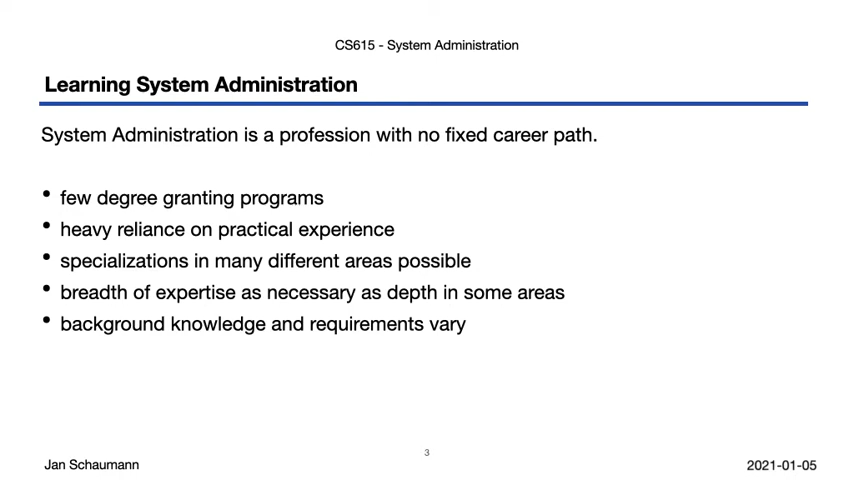 CS615 - System Administration
Learning System Administration
System Administration is a profession with no fixed career path.
• few degree granting programs
• heavy reliance on practical experience
• specializations in many different areas possible
• breadth of expertise as necessary as depth in some areas
• background knowledge and requirements vary
3
Jan Schaumann
2021-01-05